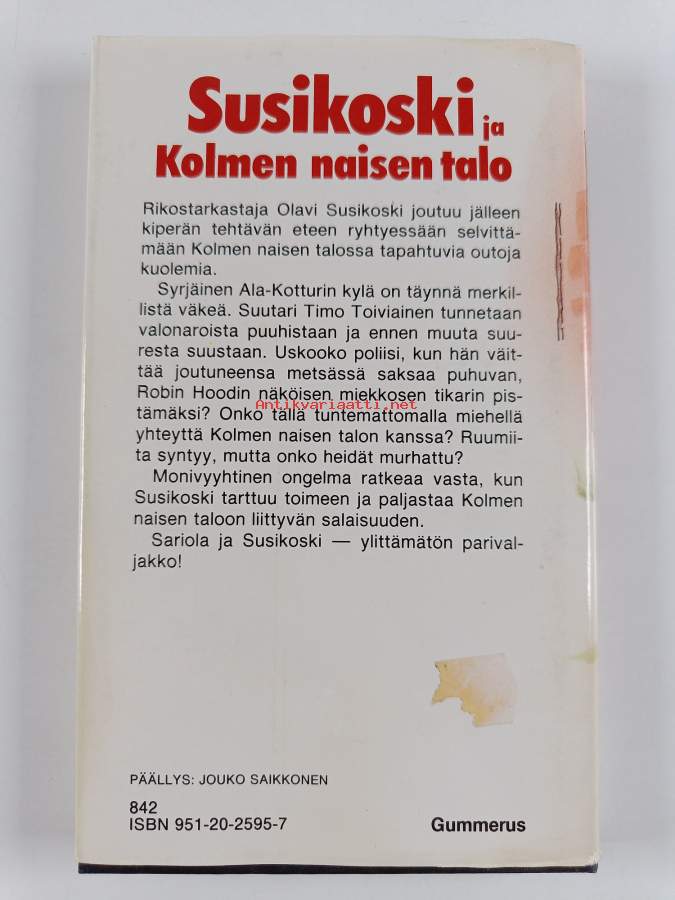 Susikoski ja
Kolmen naisen talo
Rikostarkastaja Olavi Susikoski joutuu jälleen
kiperän tehtävän eteen ryhtyessään selvittä-
mään Kolmen naisen talossa tapahtuvia outoja
kuolemia.
Syrjäinen Ala-Kotturin kylä on täynnä merkil-
listä väkeä. Suutari Timo Toiviainen tunnetaan
valonaroista puuhistaan ja ennen muuta suu-
resta suustaan. Uskooko poliisi, kun hän väit-
tää joutuneensa metsässä saksaa puhuvan,
Robin Hoodin näköisen miekkosen tikarin pis-
tämäksi? Onko tällä tuntemattomalla miehellä
yhteyttä Kolmen naisen talon kanssa? Ruumii-
ta syntyy, mutta onko heidät murhattu?
Monivyyhtinen ongelma ratkeaa vasta, kun
Susikoski tarttuu toimeen ja paljastaa Kolmen
naisen taloon liittyvän salaisuuden.
Sariola ja Susikoski — ylittämätön parival-
jakko!
Antikvariaatti.net
PÄÄLLYS: JOUKO SAIKKONEN
842
ISBN 951-20-2595-7
Gummerus